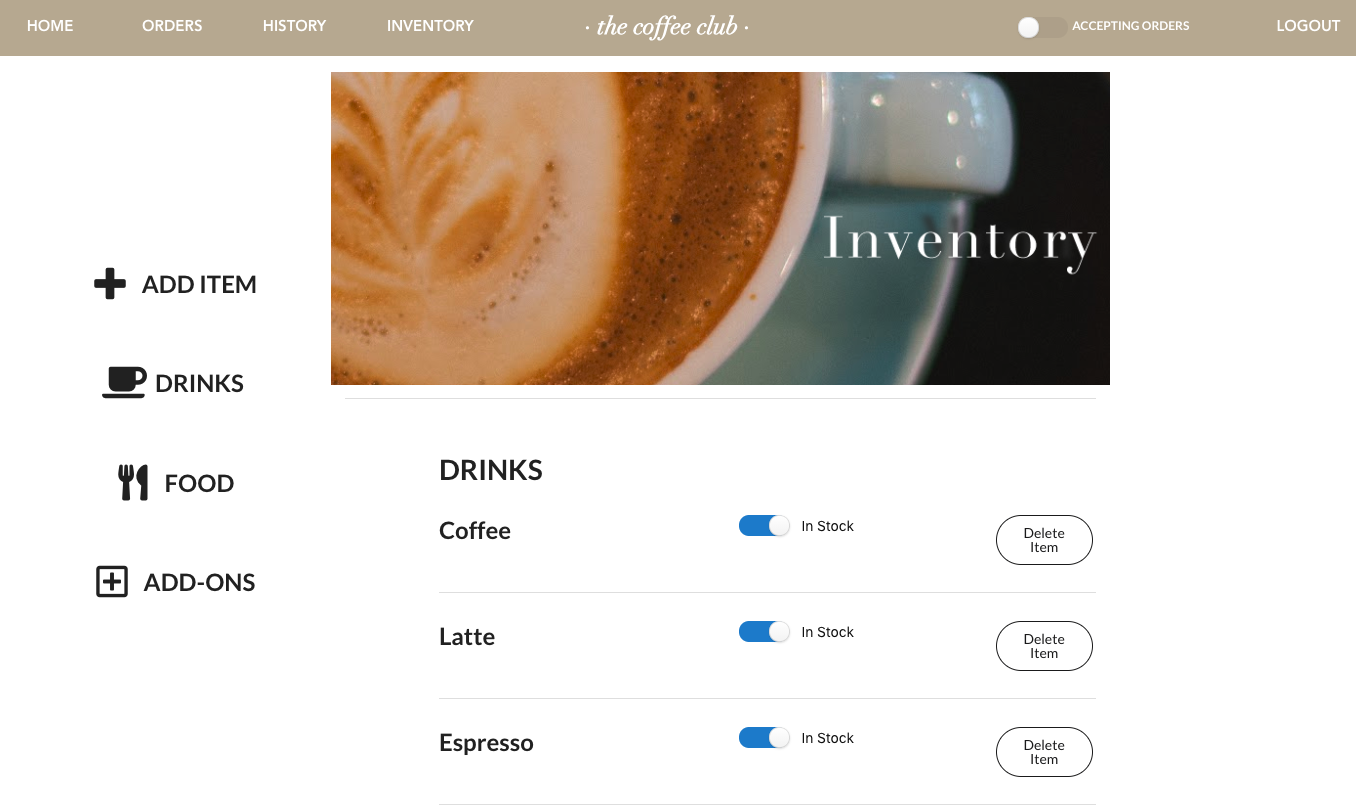 HOME ORDERS HISTORY INVENTORY · the coffee club · ACCEPTING ORDERS LOGOUT
Inventory
ADD ITEM
DRINKS
FOOD
ADD-ONS
DRINKS
Coffee In Stock Delete
Item
Latte In Stock Delete
Item
Espresso In Stock Delete
Item